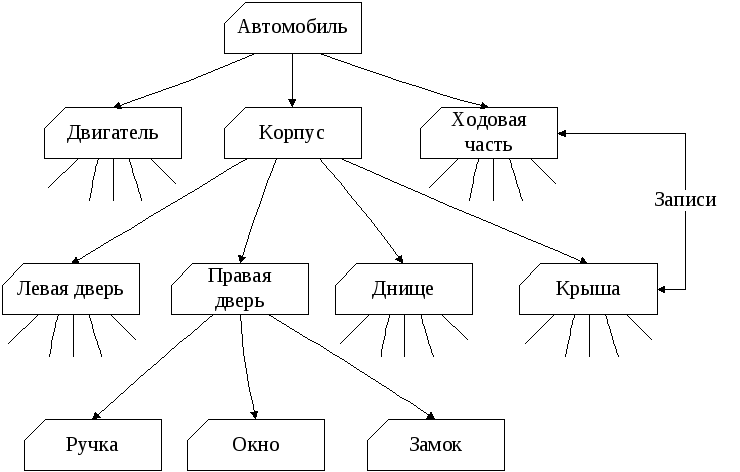 Автомобиль
Двигатель
Корпус
Ходовая
часть
Записи
Левая дверь
Правая
дверь
Днище
Крыша
Ручка
Окно
Замок